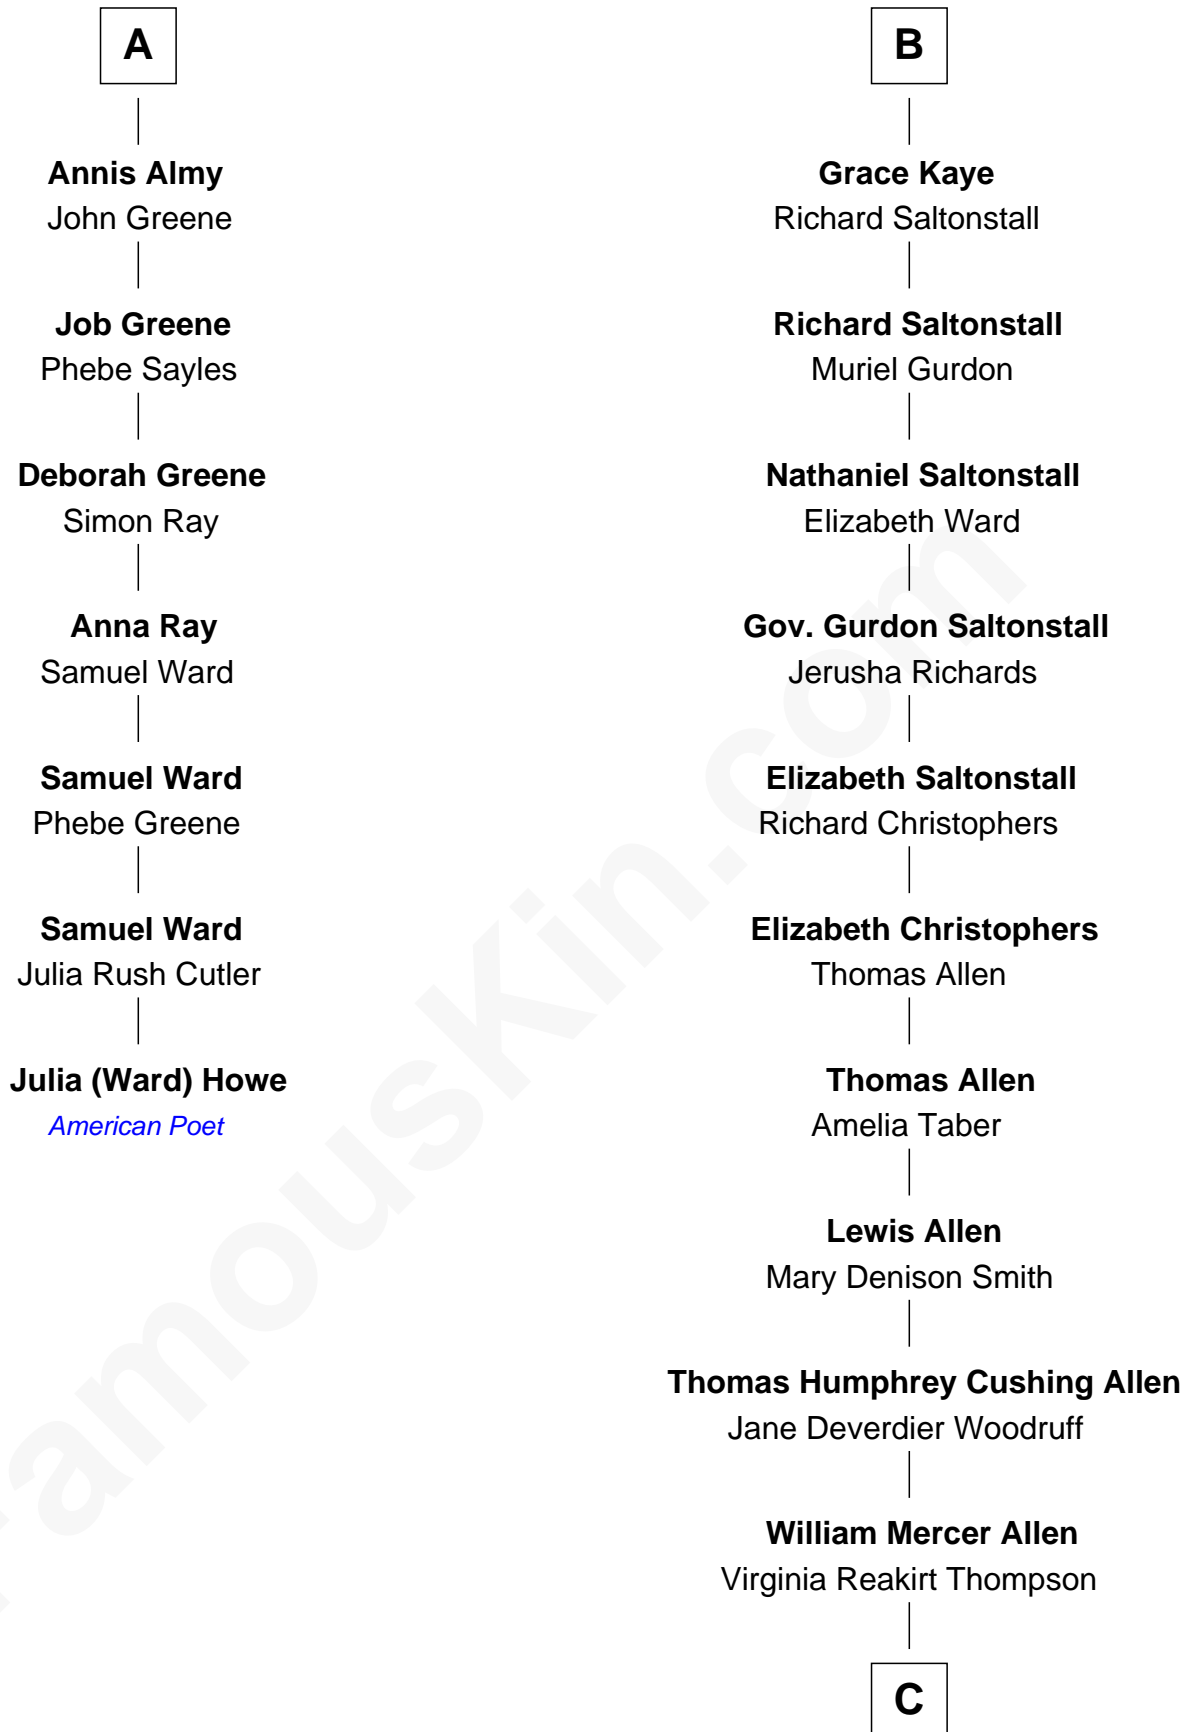 A
Annis Almy
John Greene
Job Greene
Phebe Sayles
Deborah Greene
Simon Ray
Anna Ray
Samuel Ward
Samuel Ward
Phebe Greene
Samuel Ward
Julia Rush Cutler
Julia (Ward) Howe
American Poet
B
Grace Kaye
Richard Saltonstall
Richard Saltonstall
Muriel Gurdon
Nathaniel Saltonstall
Elizabeth Ward
Gov. Gurdon Saltonstall
Jerusha Richards
Elizabeth Saltonstall
Richard Christophers
Elizabeth Christophers
Thomas Allen
Thomas Allen
Amelia Taber
Lewis Allen
Mary Denison Smith
Thomas Humphrey Cushing Allen
Jane Deverdier Woodruff
William Mercer Allen
Virginia Reakirt Thompson
C
FamousKin.com